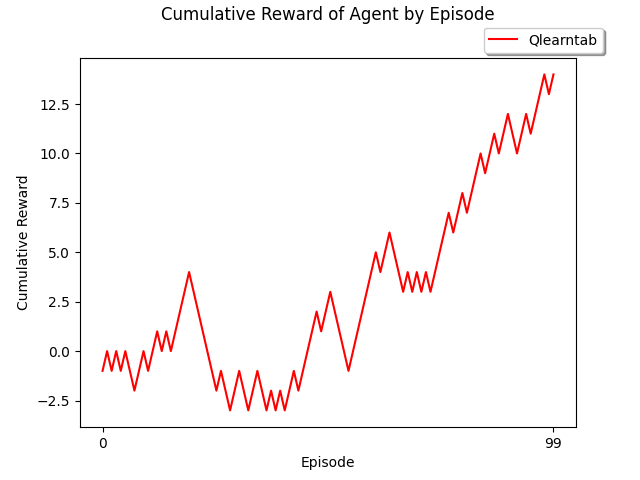 Cumulative Reward of Agent by Episode
Qlearntab
12.5
10.0
7.5
5.0
2.5
0.0
−2.5
Cumulative Reward
0 99
Episode